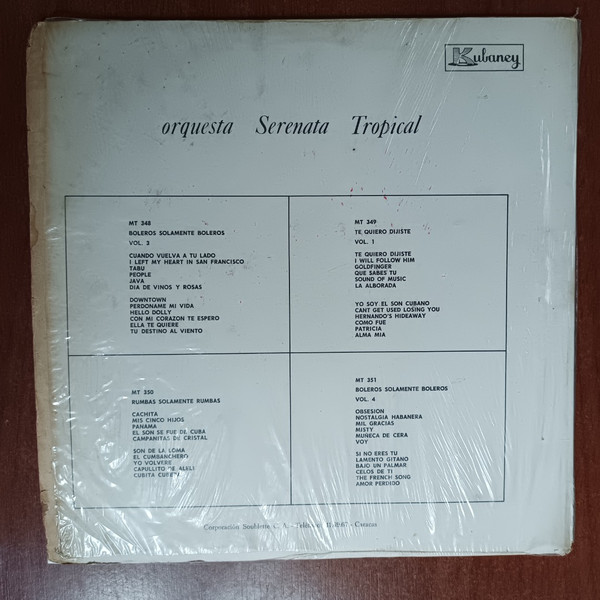 Kubaney
orquesta Serenata Tropical
MT 348
BOLEROS SOLAMENTE BOLEROS
VOL. 3
CUANDO VUELVA A TU LADO
I LEFT MY HEART IN SAN FRANCISCO
TABU
PEOPLE
JAVA
DIA DE VINOS Y ROSAS
DOWNTOWN
PERDONAME MI VIDA
HELLO DOLLY
CON MI CORAZON TE ESPERO
ELLA TE QUIERE
TU DESTINO AL VIENTO
MT 349
TE QUIERO DIJISTE
VOL. 1
TE QUIERO DIJISTE
I WILL FOLLOW HIM
GOLDFINGER
QUE SABES TU
SOUND OF MUSIC
LA ALBORADA
YO SOY EL SON CUBANO
CANT GET USED LOSING YOU
HERNANDO'S HIDEAWAY
COMO FUE
PATRICIA
ALMA MIA
MT 350
RUMBAS SOLAMENTE RUMBAS
CACHITA
MIS CINCO HIJOS
PANAMA
EL SON SE FUE DE CUBA
CAMPANITAS DE CRISTAL
SON DE LA LOMA
EL CUMBANCHERO
YO VOLVERE
CAPULLITO DE ALELI
CUBITA
MT 351
BOLEROS SOLAMENTE BOLEROS
VOL. 4
OBSESION
NOSTALGIA HABANERA
MIL GRACIAS
MISTY
MUÑECA DE CERA
VOY
SI NO ERES TU
LAMENTO GITANO
BAJO UN PALMAR
CELOS DE TI
THE FRENCH SONG
AMOR PERDIDO
Corporación C. A. - - Caracas